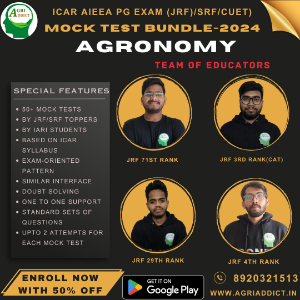 AGRI ADDICT
ICAR AIEEA PG EXAM (JRF)/SRF/CUET)
MOCK TEST BUNDLE-2024
AGRONOMY
TEAM OF EDUCATORS
SPECIAL FEATURES
50+ MOCK TESTS
BY JRF/SRF TOPPERS
BY IARI STUDENTS
BASED ON ICAR
SYLLABUS
EXAM-ORIENTED
PATTERN
SIMILAR INTERFACE
DOUBT SOLVING
ONE TO ONE SUPPORT
STANDARD SETS OF
QUESTIONS
UPTO 2 ATTEMPTS FOR
EACH MOCK TEST
JRF 71ST RANK
JRF 3RD RANK(CAT)
JRF 29TH RANK
JRF 4TH RANK
ENROLL NOW
WITH 50% OFF
GET IT ON
Google Play
8920321513
WWW.AGRIADDICT.IN